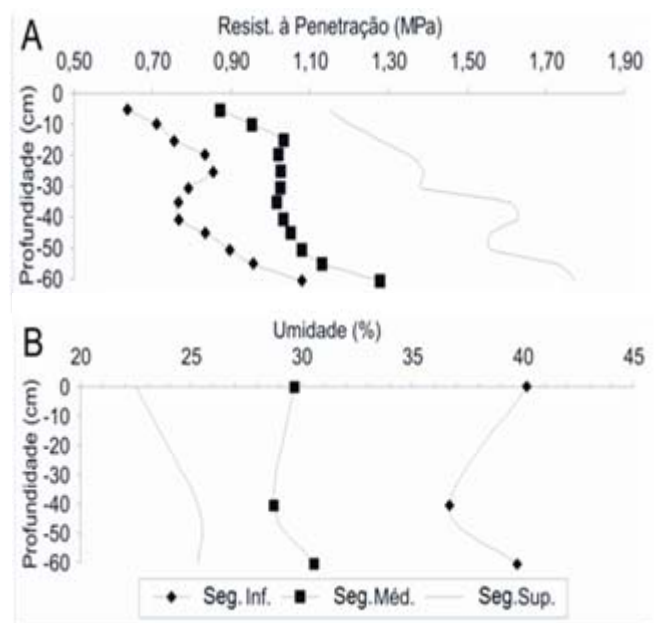 A
Resist. à Penetração (MPa)
0,50 0,70 0,90 1,10 1,30 1,50 1,70 1,90
Profundidade (cm)
0
-10
-20
-30
-40
-50
-60
B
Umidade (%)
20 25 30 35 40 45
Profundidade (cm)
0
-10
-20
-30
-40
-50
-60
Seg. Inf. Seg. Méd. Seg. Sup.